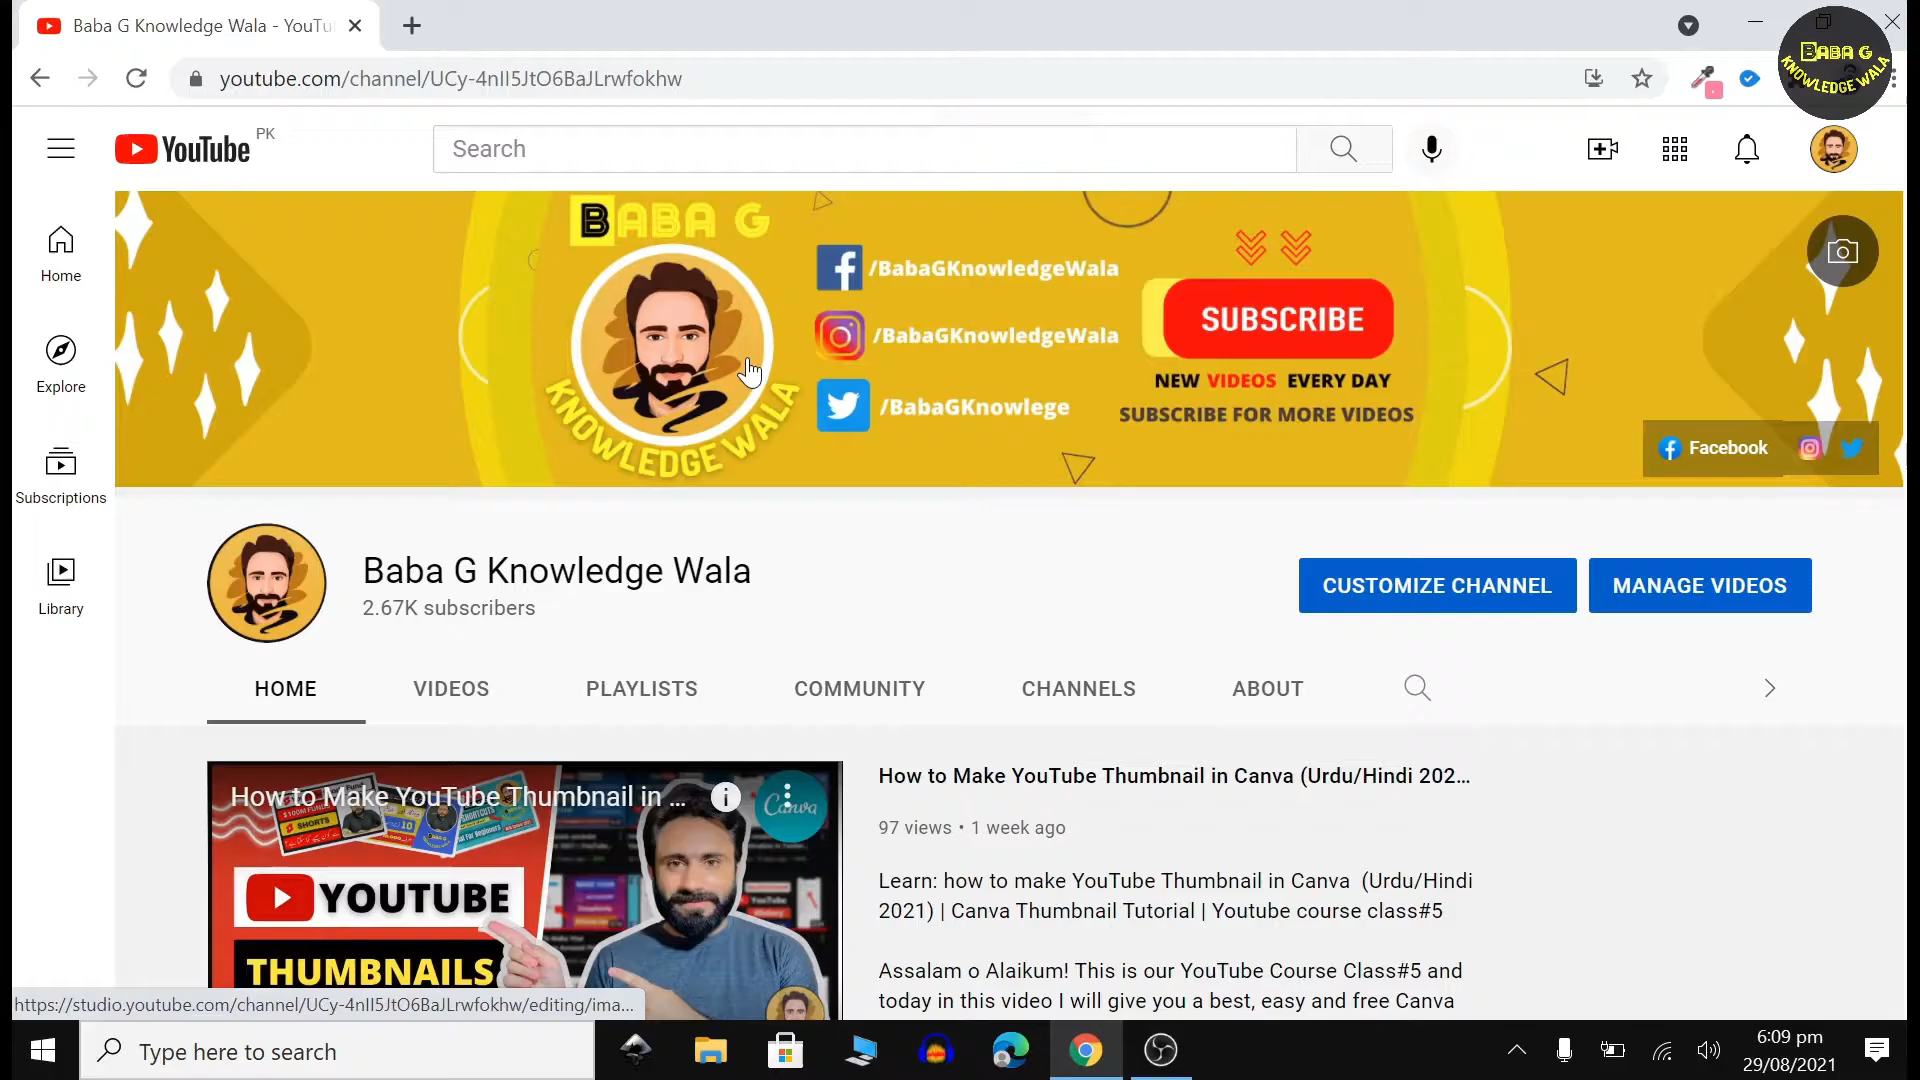 Baba G Knowledge Wala - YouTu
youtube.com/channel/UCy-4nII5JtO6BaJLrwfokhw
BABA G
KNOWLEDGE WALA
YouTube
PK
Search
Home
Explore
Subscriptions
Library
BABA G
KNOWLEDGE WALA
/BabaGKnowledgeWala
/BabaGKnowledgeWala
/BabaGKnowlege
SUBSCRIBE
NEW VIDEOS EVERY DAY
SUBSCRIBE FOR MORE VIDEOS
Facebook
Baba G Knowledge Wala
2.67K subscribers
CUSTOMIZE CHANNEL
MANAGE VIDEOS
HOME
VIDEOS
PLAYLISTS
COMMUNITY
CHANNELS
ABOUT
How to Make YouTube Thumbnail in ...
Canva
SHORTS
10
SHORTCUTS
YOUTUBE
THUMBNAILS
How to Make YouTube Thumbnail in Canva (Urdu/Hindi 202...
97 views • 1 week ago
Learn: how to make YouTube Thumbnail in Canva (Urdu/Hindi
2021) | Canva Thumbnail Tutorial | Youtube course class#5
Assalam o Alaikum! This is our YouTube Course Class#5 and
today in this video I will give you a best, easy and free Canva
https://studio.youtube.com/channel/UCy-4nII5JtO6BaJLrwfokhw/editing/ima...
Type here to search
6:09 pm
29/08/2021